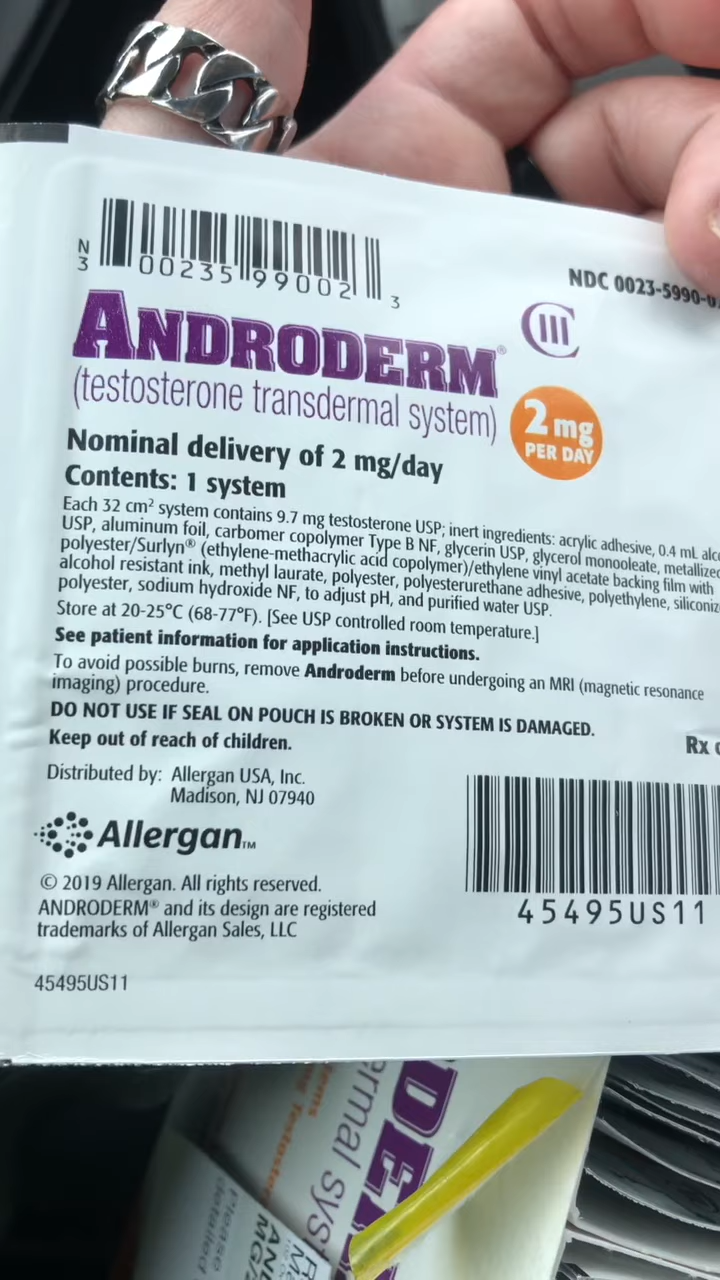 N
3
00235 99002
3
NDC 0023-5990-0
ANDRODERM®
CIII
(testosterone transdermal system)
2 mg
PER DAY
Nominal delivery of 2 mg/day
Contents: 1 system
Each 32 cm² system contains 9.7 mg testosterone USP; inert ingredients: acrylic adhesive, 0.4 mL alco
USP, aluminum foil, carbomer copolymer Type B NF, glycerin USP, glycerol monooleate, metallized
polyester/Surlyn® (ethylene-methacrylic acid copolymer)/ethylene vinyl acetate backing film with
alcohol resistant ink, methyl laurate, polyester, polyesterurethane adhesive, polyethylene, siliconiz
polyester, sodium hydroxide NF, to adjust pH, and purified water USP.
Store at 20-25°C (68-77°F). [See USP controlled room temperature.]
See patient information for application instructions.
To avoid possible burns, remove Androderm before undergoing an MRI (magnetic resonance
imaging) procedure.
DO NOT USE IF SEAL ON POUCH IS BROKEN OR SYSTEM IS DAMAGED.
Keep out of reach of children.
Rx
Distributed by: Allergan USA, Inc.
Madison, NJ 07940
Allergan™
45495US11
© 2019 Allergan. All rights reserved.
ANDRODERM® and its design are registered
trademarks of Allergan Sales, LLC
45495US11
Please
detailed